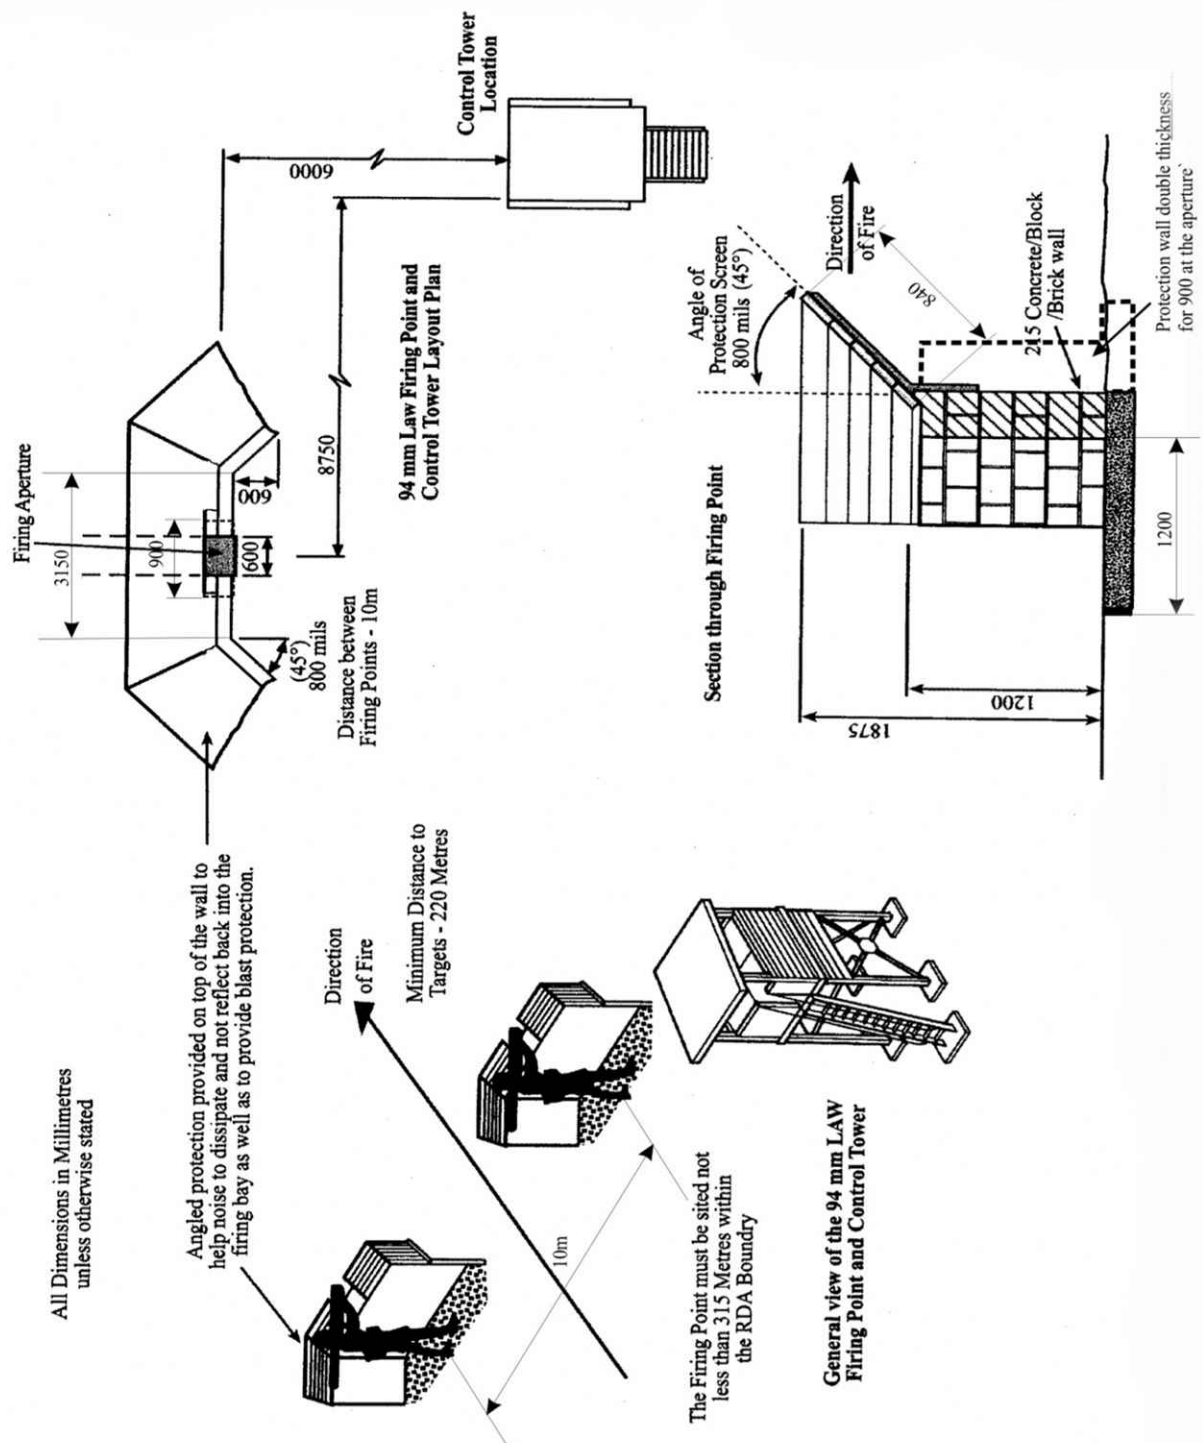 All Dimensions in Millimetres
unless otherwise stated
Angled protection provided on top of the wall to
help noise to dissipate and not reflect back into the
firing bay as well as to provide blast protection.
Firing Aperture
3150
900
600
600
(45°)
800 mils
Distance between
Firing Points - 10m
8750
6000
94 mm Law Firing Point and
Control Tower Layout Plan
Control Tower
Location
Direction
of Fire
Minimum Distance to
Targets - 220 Metres
10m
The Firing Point must be sited not
less than 315 Metres within
the RDA Boundry
General view of the 94 mm LAW
Firing Point and Control Tower
Section through Firing Point
1875
1200
Angle of
Protection Screen
800 mils (45°)
Direction
of Fire
840
215 Concrete/Block
/Brick wall
1200
Protection wall double thickness
for 900 at the aperture`